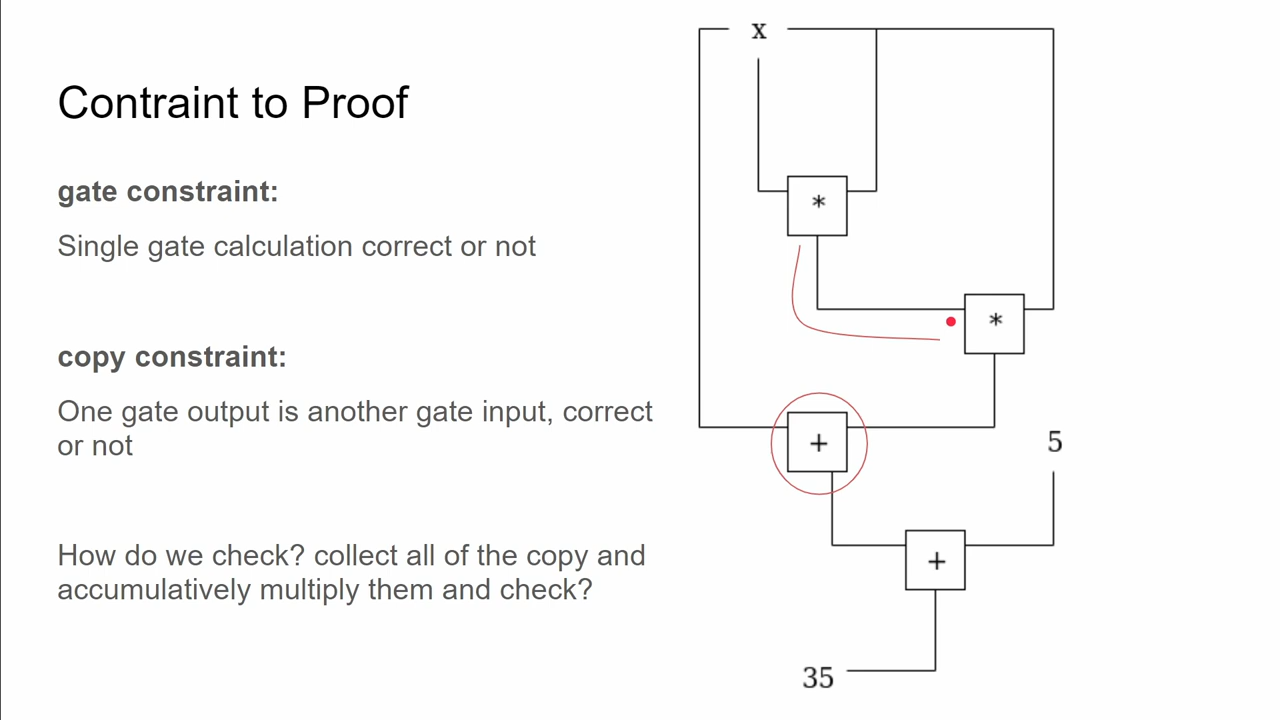 Contraint to Proof
gate constraint:
Single gate calculation correct or not
copy constraint:
One gate output is another gate input, correct
or not
How do we check? collect all of the copy and
accumulatively multiply them and check?
x
*
*
+
5
+
35